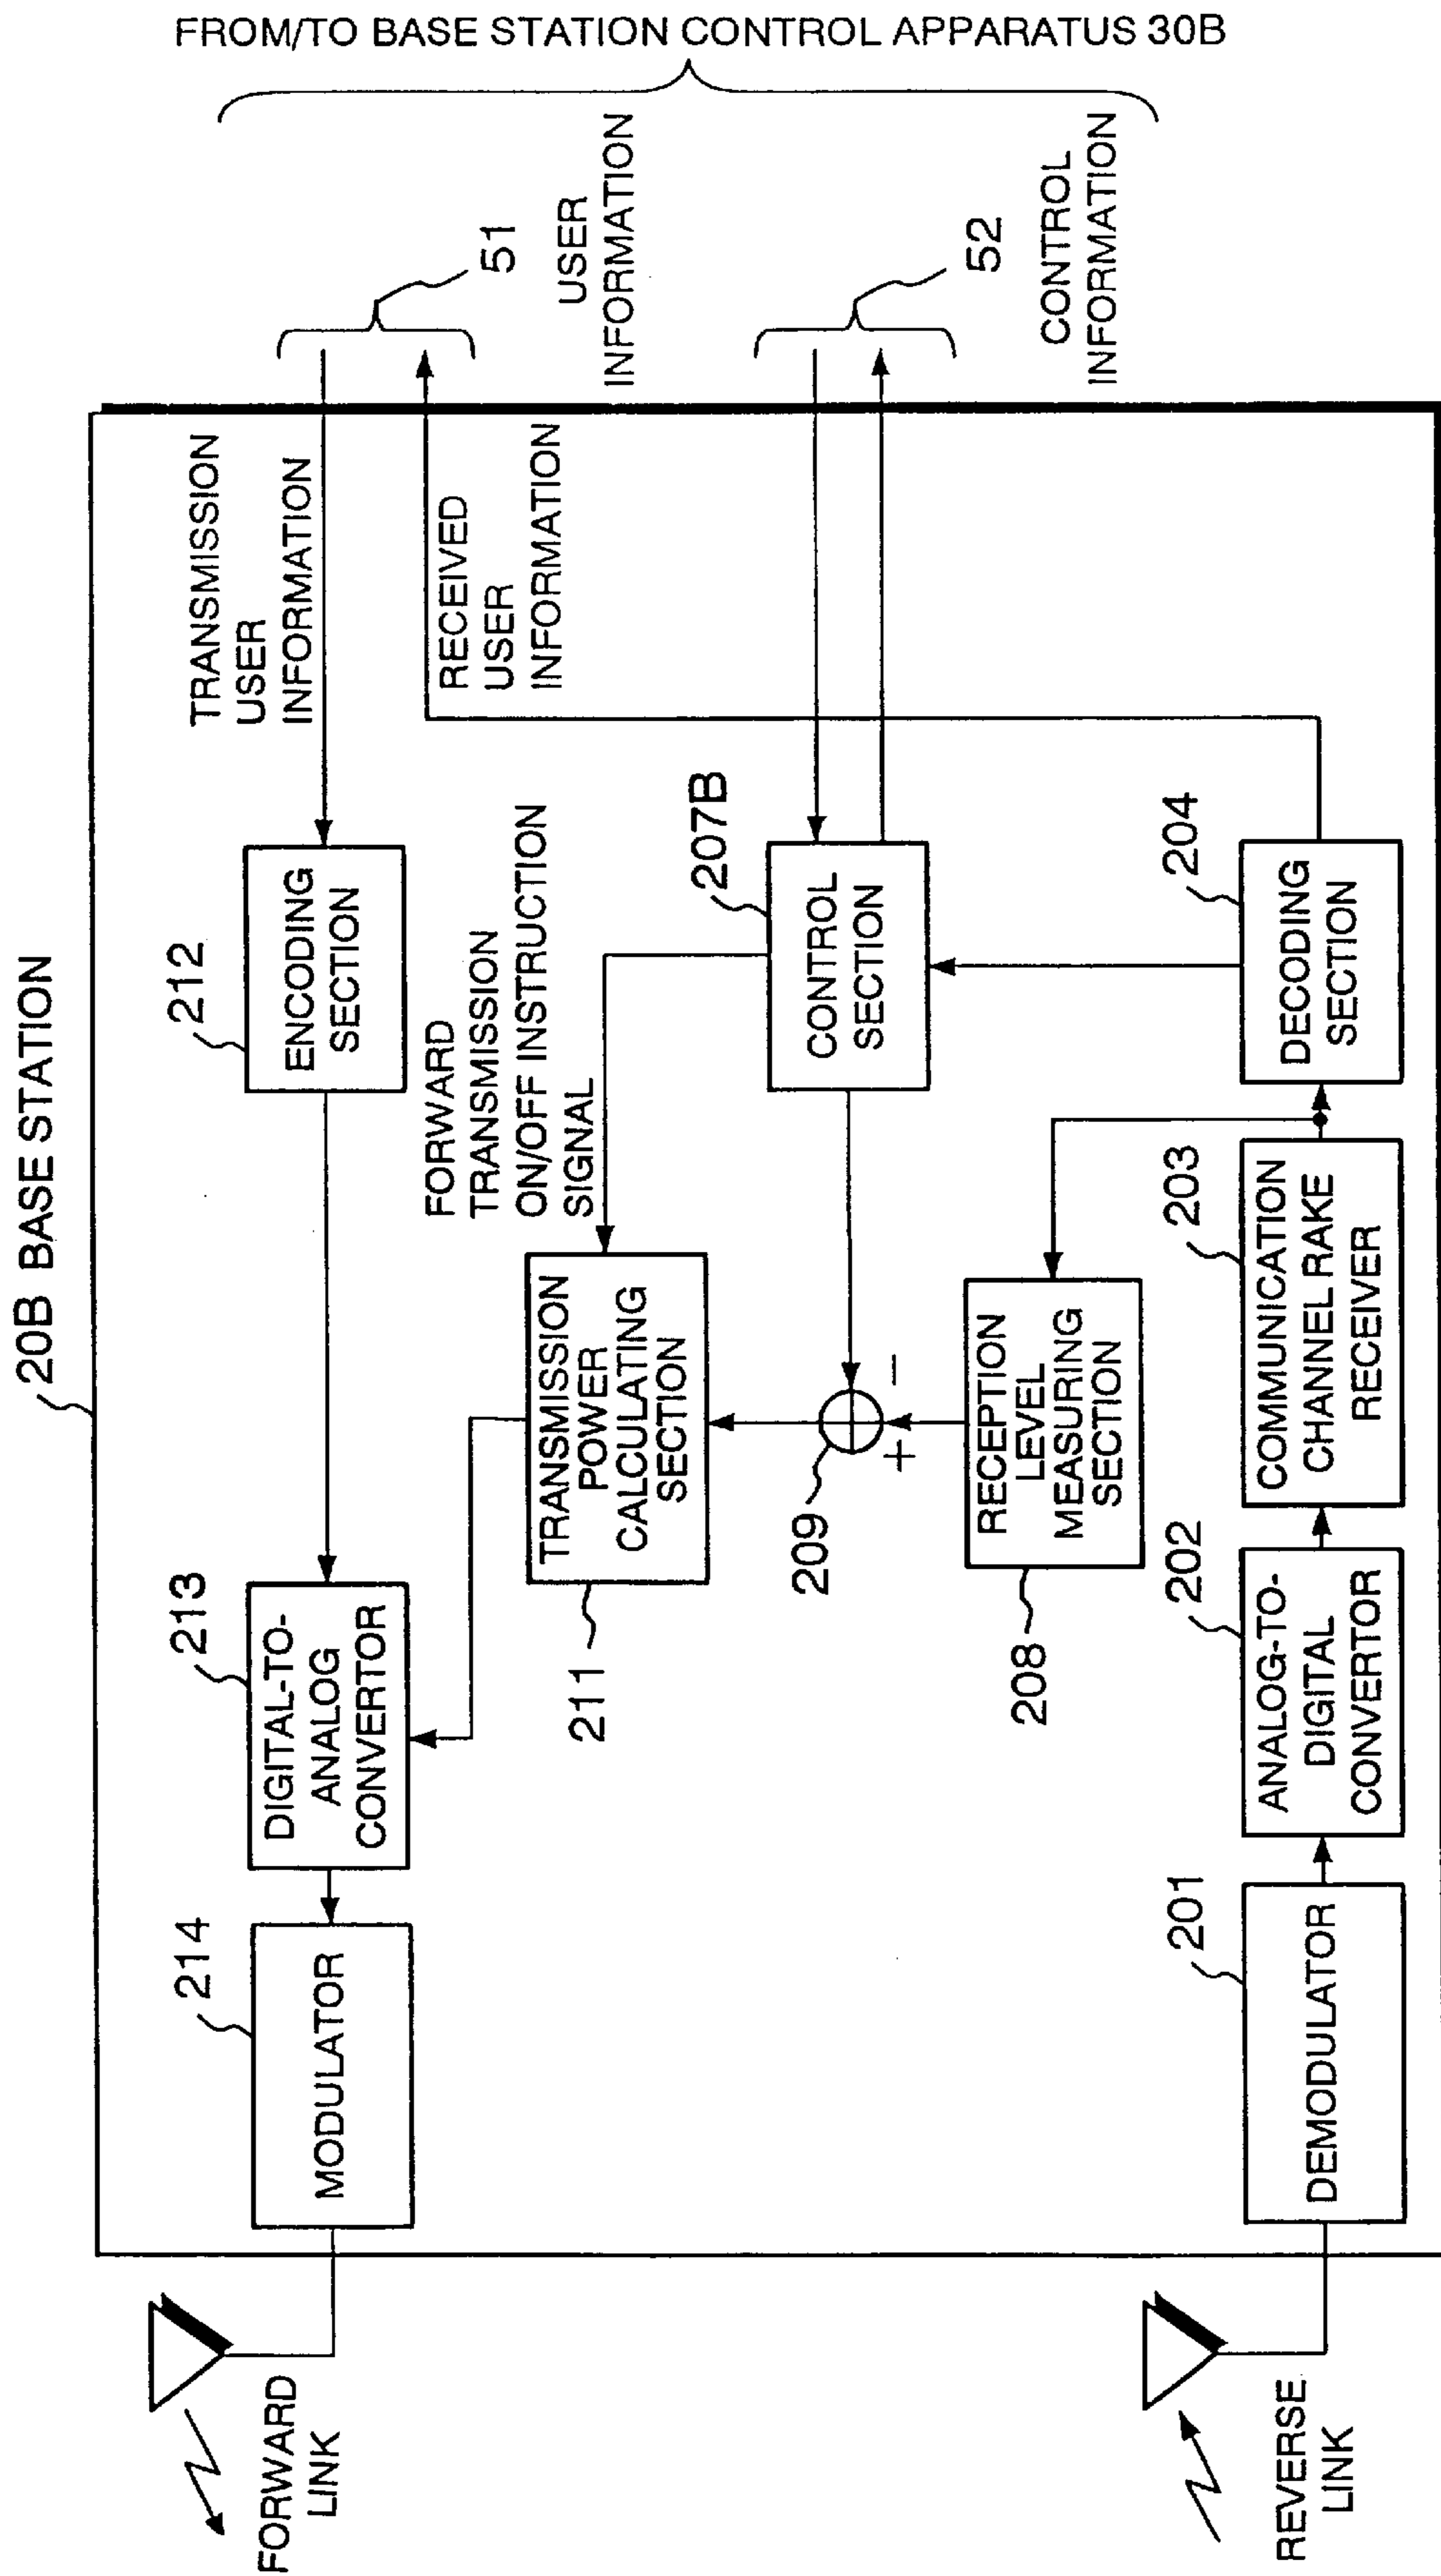 20B BASE STATION
FORWARD
LINK
214
MODULATOR
213
DIGITAL-TO-
ANALOG
CONVERTOR
212
ENCODING
SECTION
TRANSMISSION
USER
INFORMATION
RECEIVED
USER
INFORMATION
51
USER
INFORMATION
FROM/TO BASE STATION CONTROL APPARATUS 30B
FORWARD
TRANSMISSION
ON/OFF INSTRUCTION
SIGNAL
211
TRANSMISSION
POWER
CALCULATING
SECTION
207B
CONTROL
SECTION
52
CONTROL
INFORMATION
209
+
−
208
RECEPTION
LEVEL
MEASURING
SECTION
REVERSE
LINK
201
DEMODULATOR
202
ANALOG-TO-
DIGITAL
CONVERTOR
203
COMMUNICATION
CHANNEL RAKE
RECEIVER
204
DECODING
SECTION